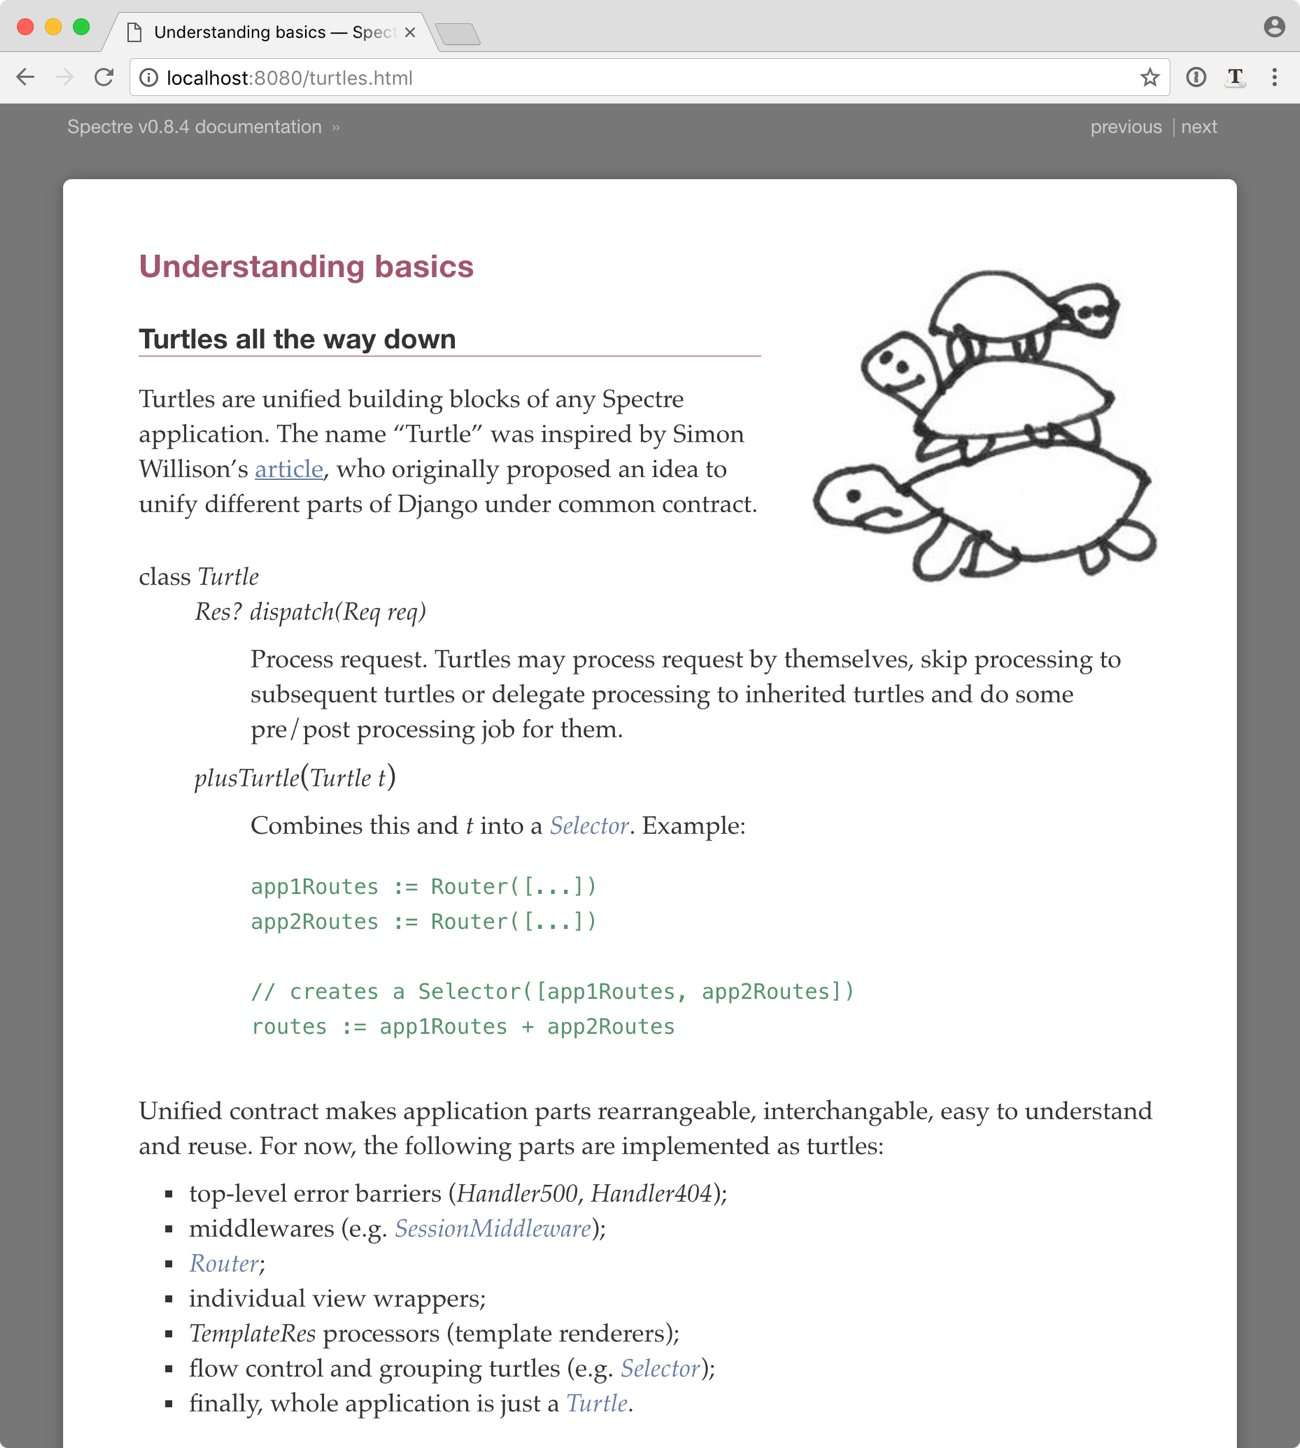 Understanding basics — Spect
localhost:8080/turtles.html
T
Spectre v0.8.4 documentation »
previous | next
Understanding basics
Turtles all the way down
Turtles are unified building blocks of any Spectre
application. The name “Turtle” was inspired by Simon
Willison’s article, who originally proposed an idea to
unify different parts of Django under common contract.
class Turtle
Res? dispatch(Req req)
Process request. Turtles may process request by themselves, skip processing to
subsequent turtles or delegate processing to inherited turtles and do some
pre/post processing job for them.
plusTurtle(Turtle t)
Combines this and t into a Selector. Example:
app1Routes := Router([...])
app2Routes := Router([...])
// creates a Selector([app1Routes, app2Routes])
routes := app1Routes + app2Routes
Unified contract makes application parts rearrangeable, interchangable, easy to understand
and reuse. For now, the following parts are implemented as turtles:
▪ top-level error barriers (Handler500, Handler404);
▪ middlewares (e.g. SessionMiddleware);
▪ Router;
▪ individual view wrappers;
▪ TemplateRes processors (template renderers);
▪ flow control and grouping turtles (e.g. Selector);
▪ finally, whole application is just a Turtle.